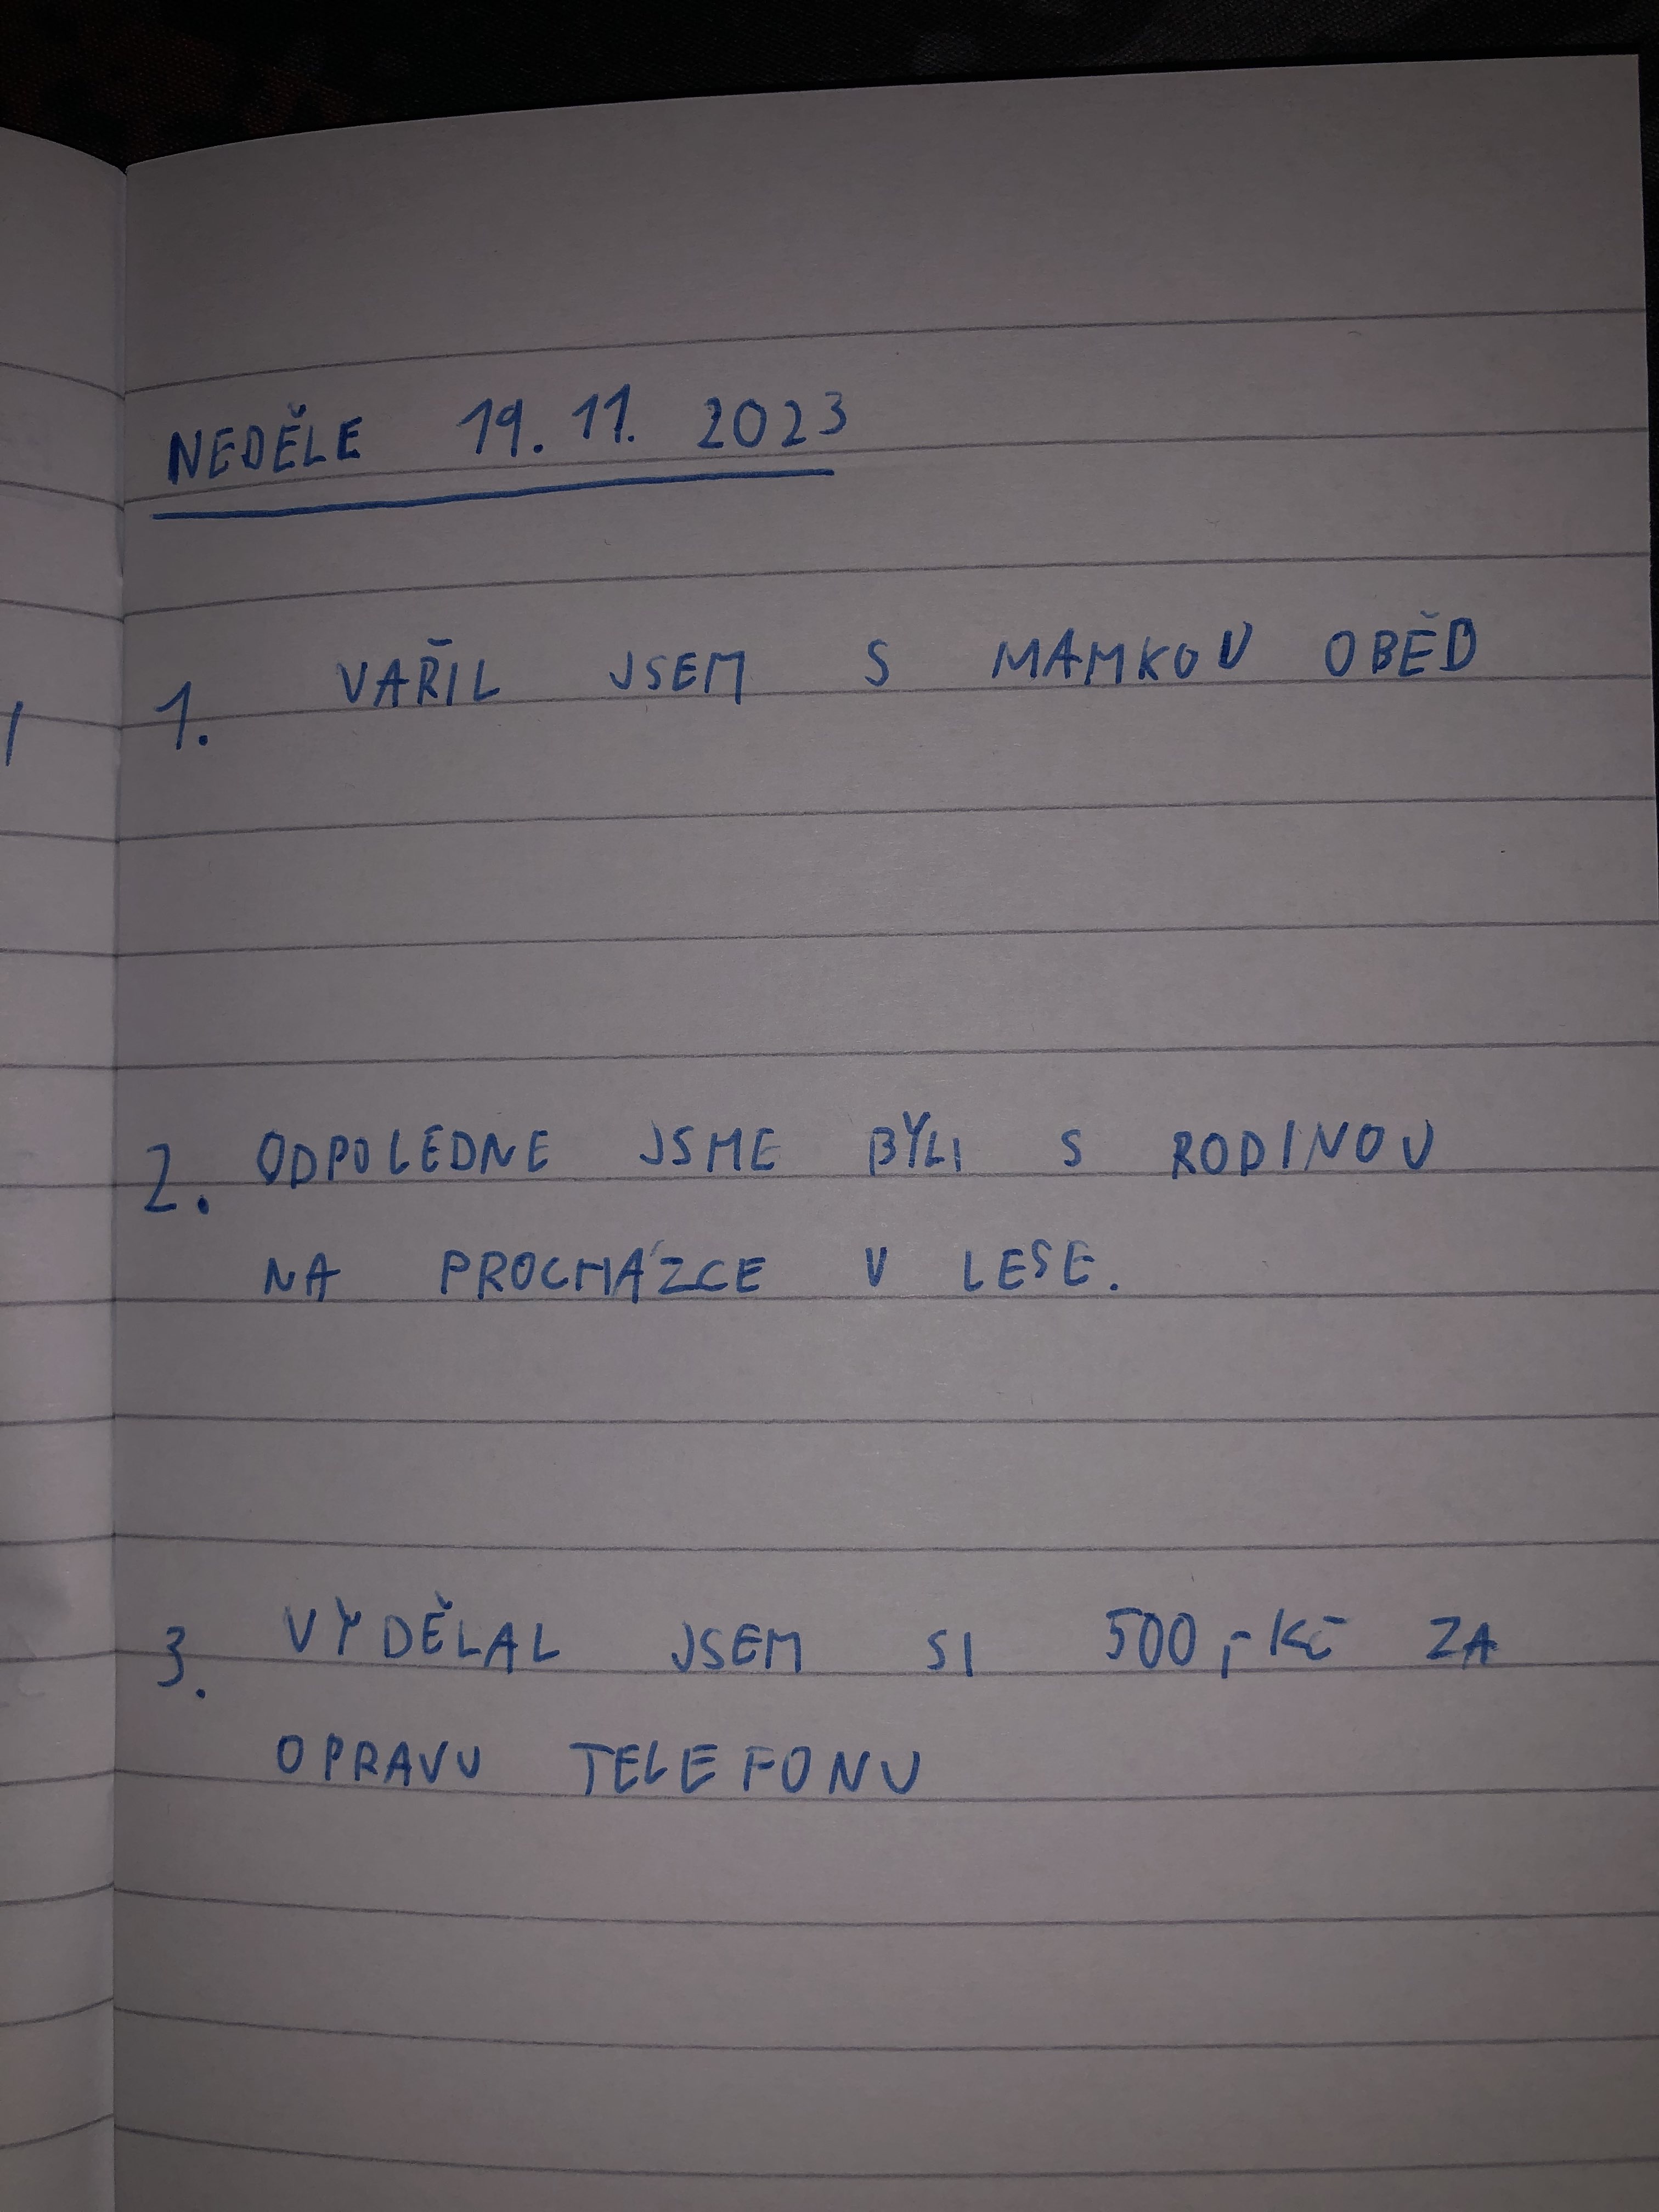 NEDĚLE 19. 11. 2023
1. VAŘIL JSEM S MAMKOU OBĚD
2. ODPOLEDNE JSME BYLI S RODINOU
NA PROCHÁZCE V LESE.
3. VYDĚLAL JSEM SI 500,-Kč ZA
OPRAVU TELEFONU